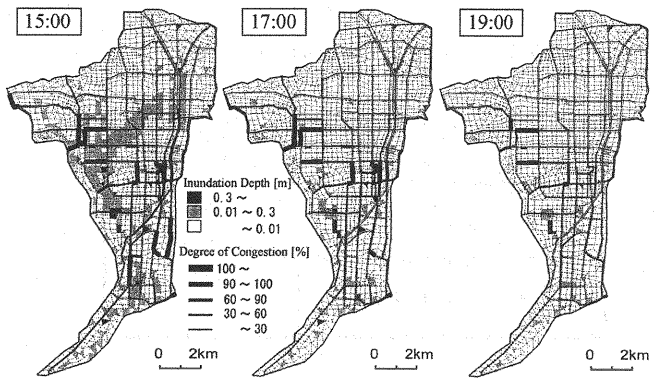 15:00
17:00
19:00
Inundation Depth [m]
0.3～
0.01～0.3
～0.01
Degree of Congestion [%]
100～
90～100
60～90
30～60
～30
0 2km
0 2km
0 2km